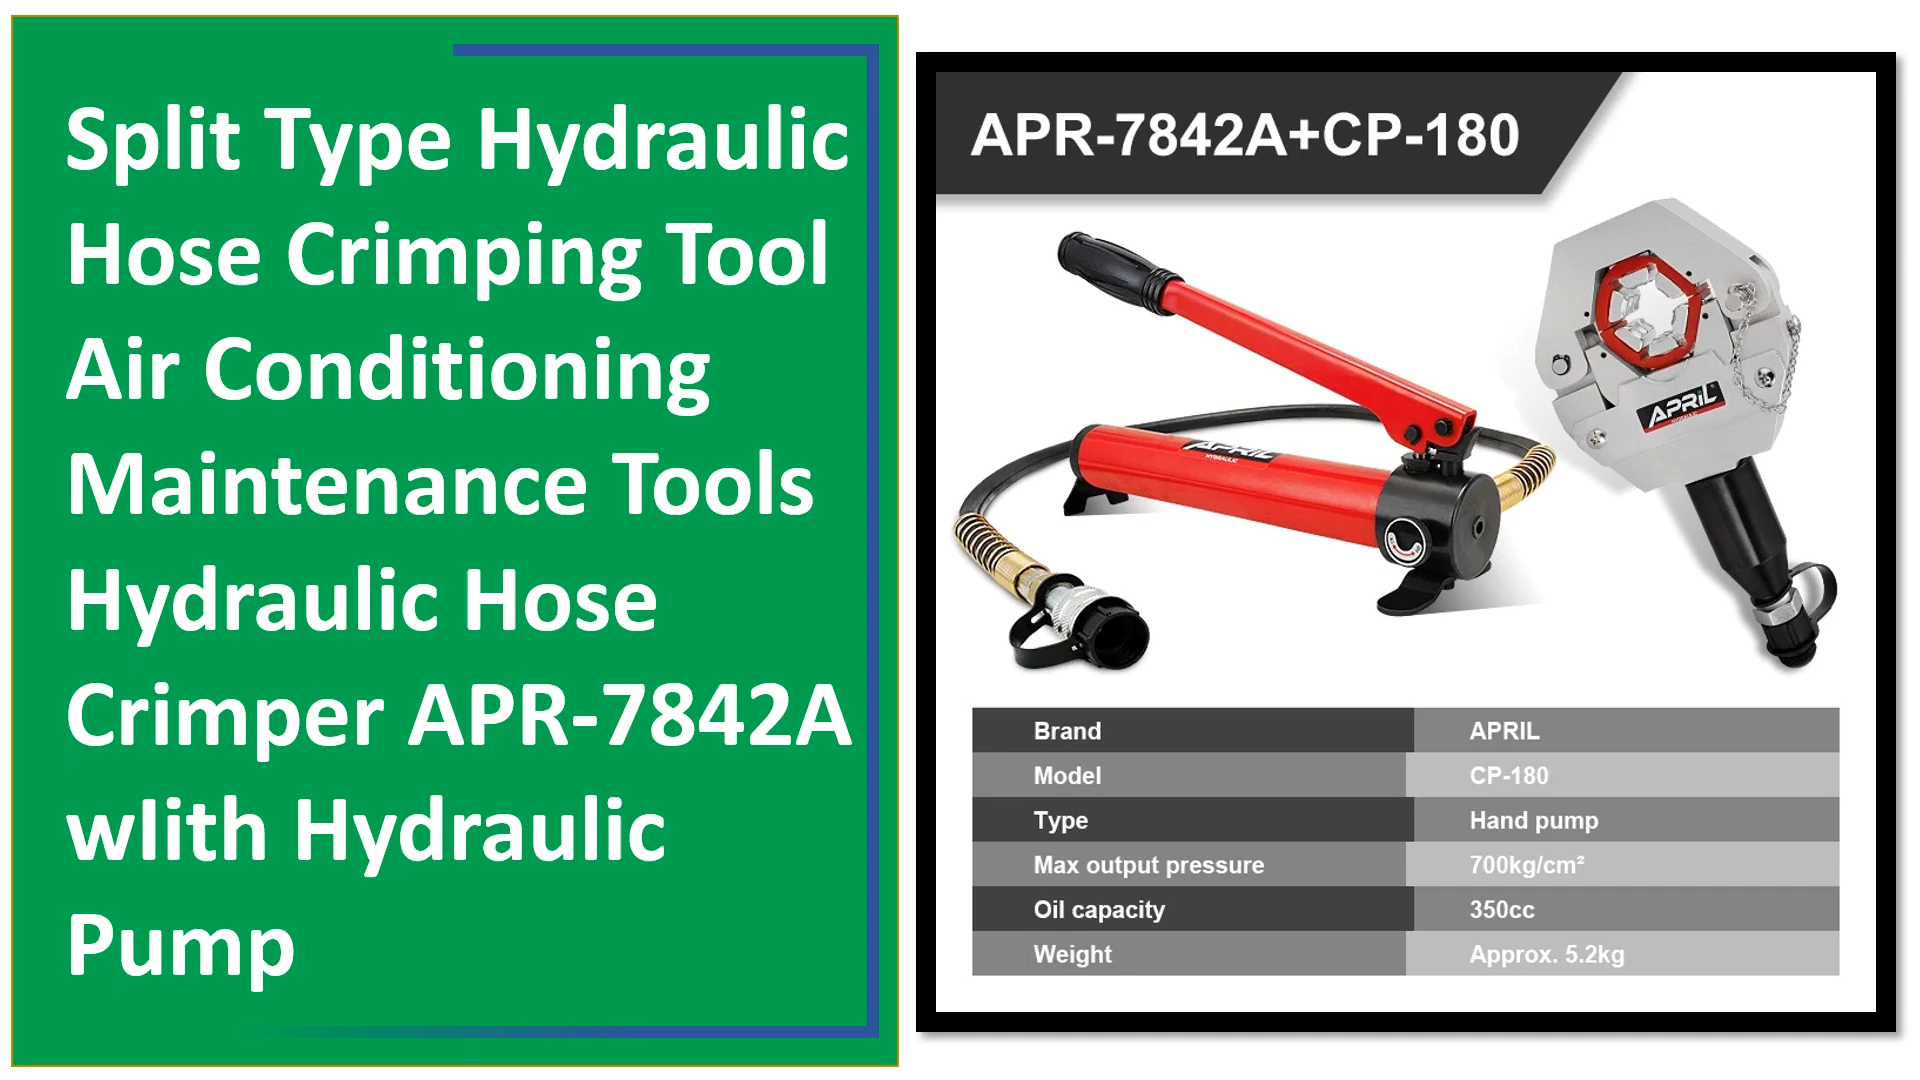 Split Type Hydraulic
Hose Crimping Tool
Air Conditioning
Maintenance Tools
Hydraulic Hose
Crimper APR-7842A
wIith Hydraulic
Pump
APR-7842A+CP-180
APRIL
HYDRAULIC
APRiL
Brand APRIL
Model CP-180
Type Hand pump
Max output pressure 700kg/cm²
Oil capacity 350cc
Weight Approx. 5.2kg